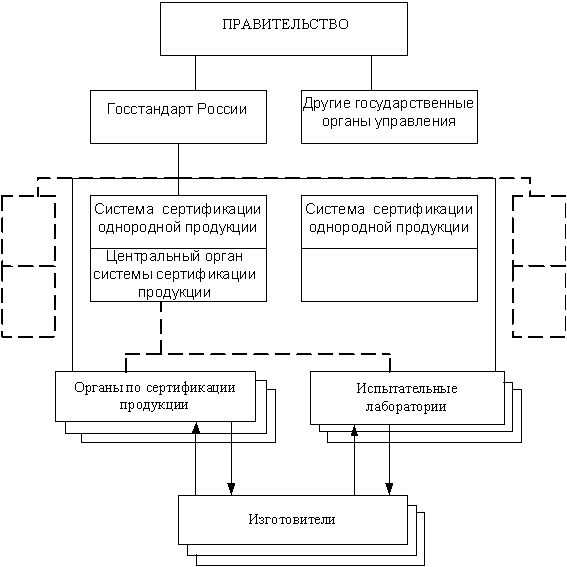 ПРАВИТЕЛЬСТВО
Госстандарт России
Другие государственные
органы управления
Система сертификации
однородной продукции
Система сертификации
однородной продукции
Центральный орган
системы сертификации
продукции
Органы по сертификации
продукции
Испытательные
лаборатории
Изготовители